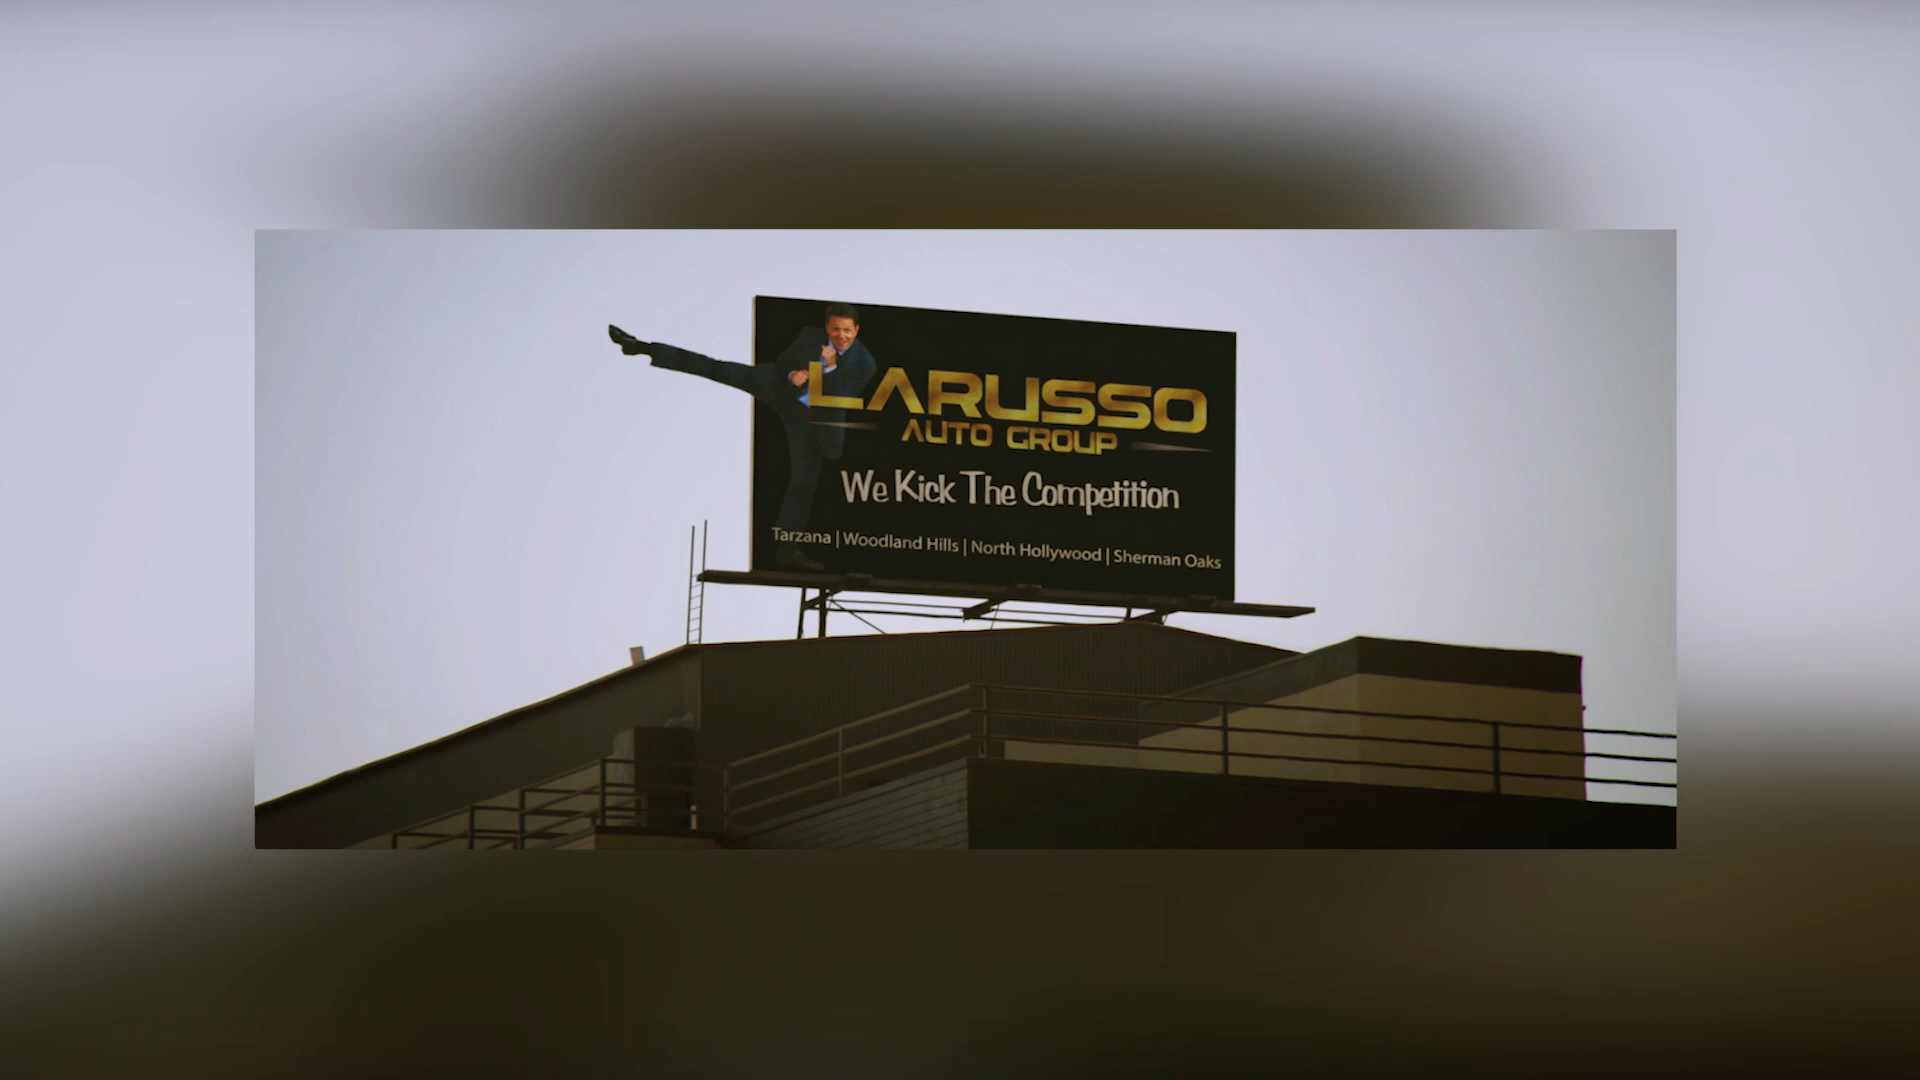 LARUSSO
AUTO GROUP
We Kick The Competition
Tarzana | Woodland Hills | North Hollywood | Sherman Oaks